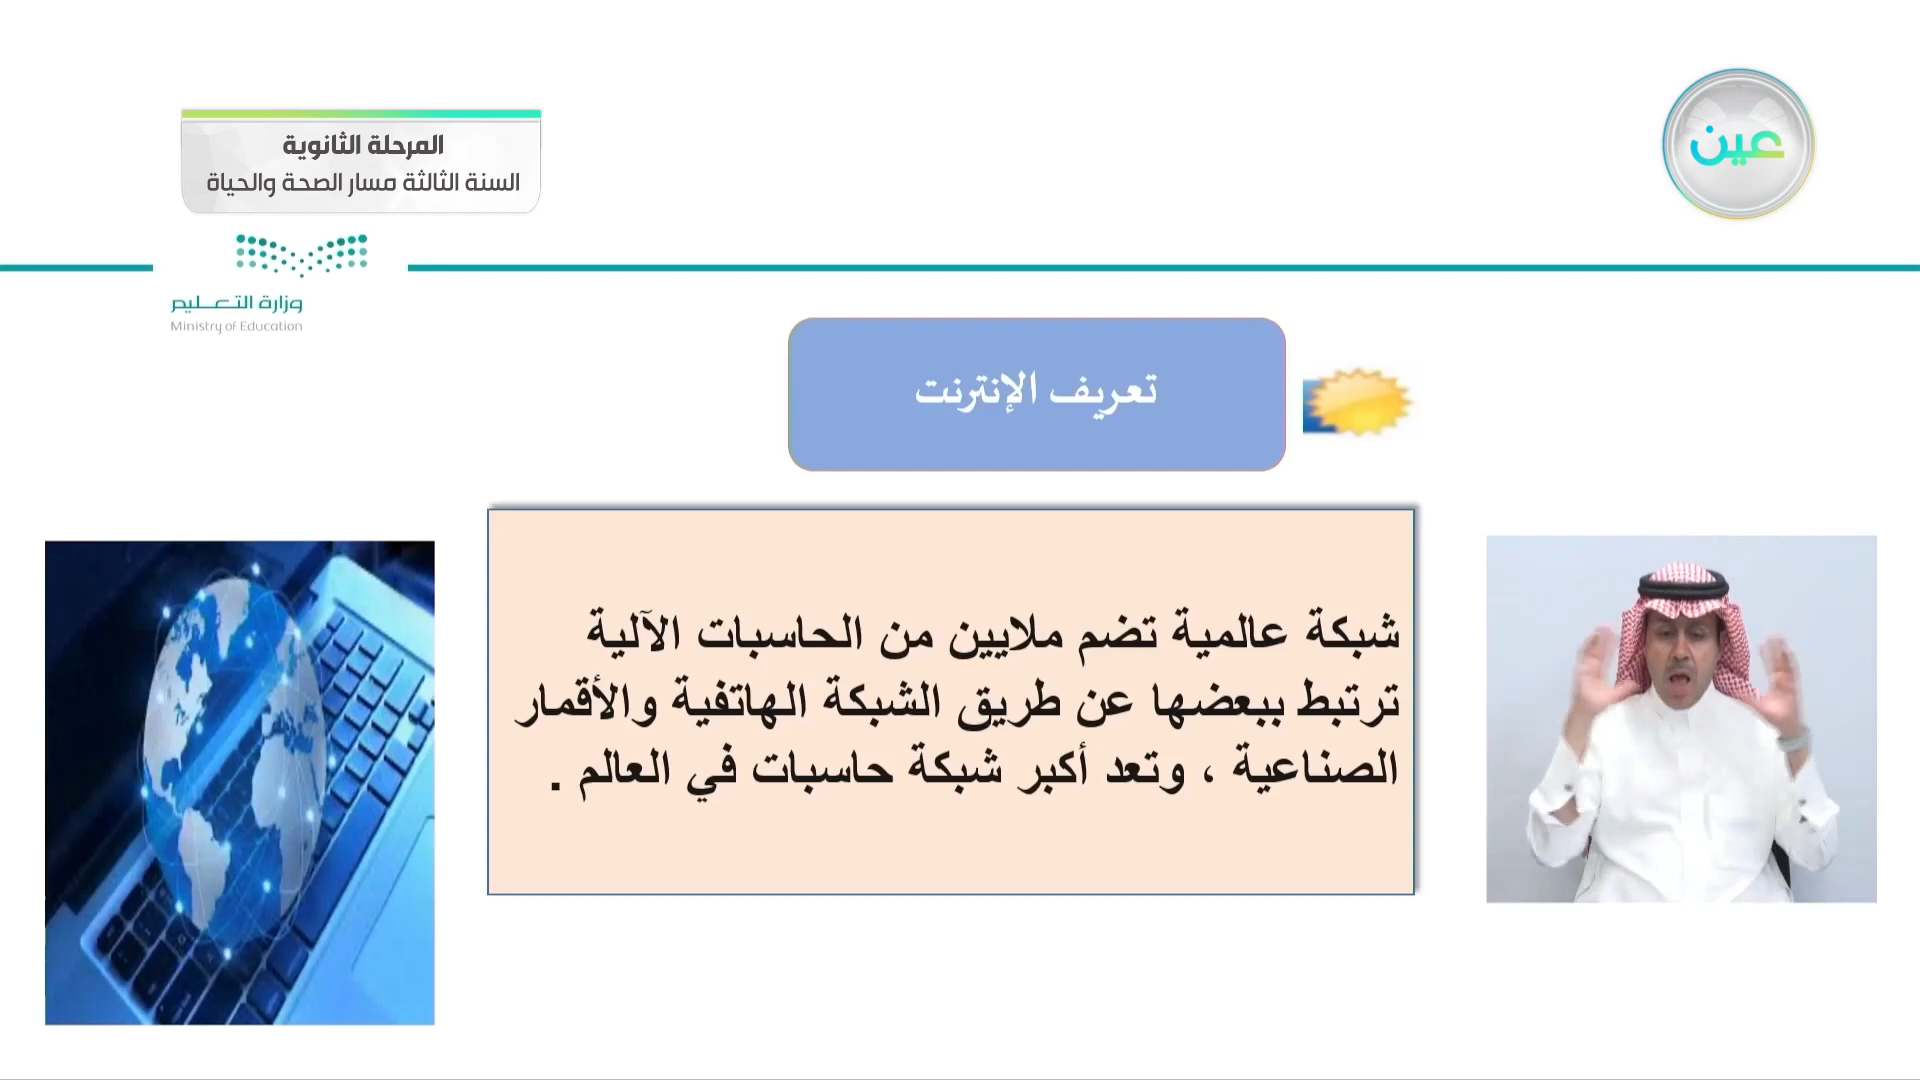 عين
المرحلة الثانوية
السنة الثالثة مسار الصحة والحياة
وزارة التعليم
Ministry of Education
تعريف الإنترنت
شبكة عالمية تضم ملايين من الحاسبات الآلية
ترتبط ببعضها عن طريق الشبكة الهاتفية والأقمار
الصناعية ، وتعد أكبر شبكة حاسبات في العالم .